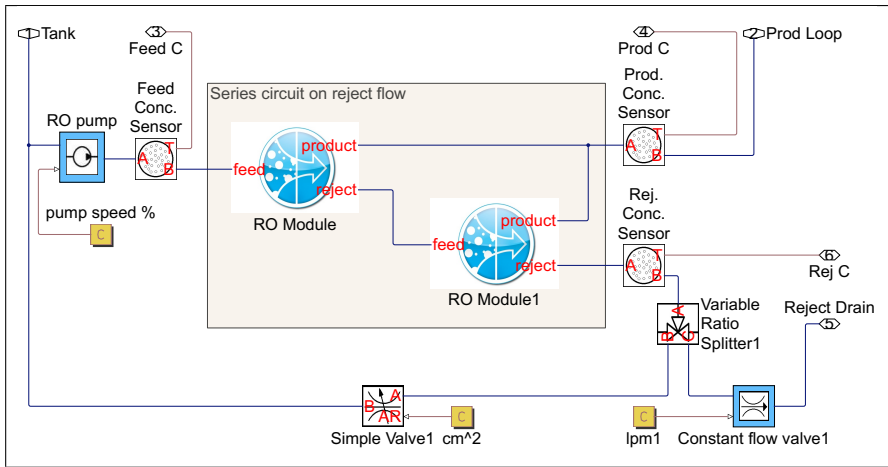 1 Tank
3
Feed C
4
Prod C
2 Prod Loop
Feed
Conc.
Sensor
RO pump
A T
B
pump speed %
C
Series circuit on reject flow
feed
product
reject
RO Module
feed
product
reject
RO Module1
Prod.
Conc.
Sensor
A T
B
Rej.
Conc.
Sensor
A T
B
6
Rej C
A
B C
Variable
Ratio
Splitter1
Reject Drain
5
B A
AR
Simple Valve1
C
cm^2
C
lpm1
Constant flow valve1